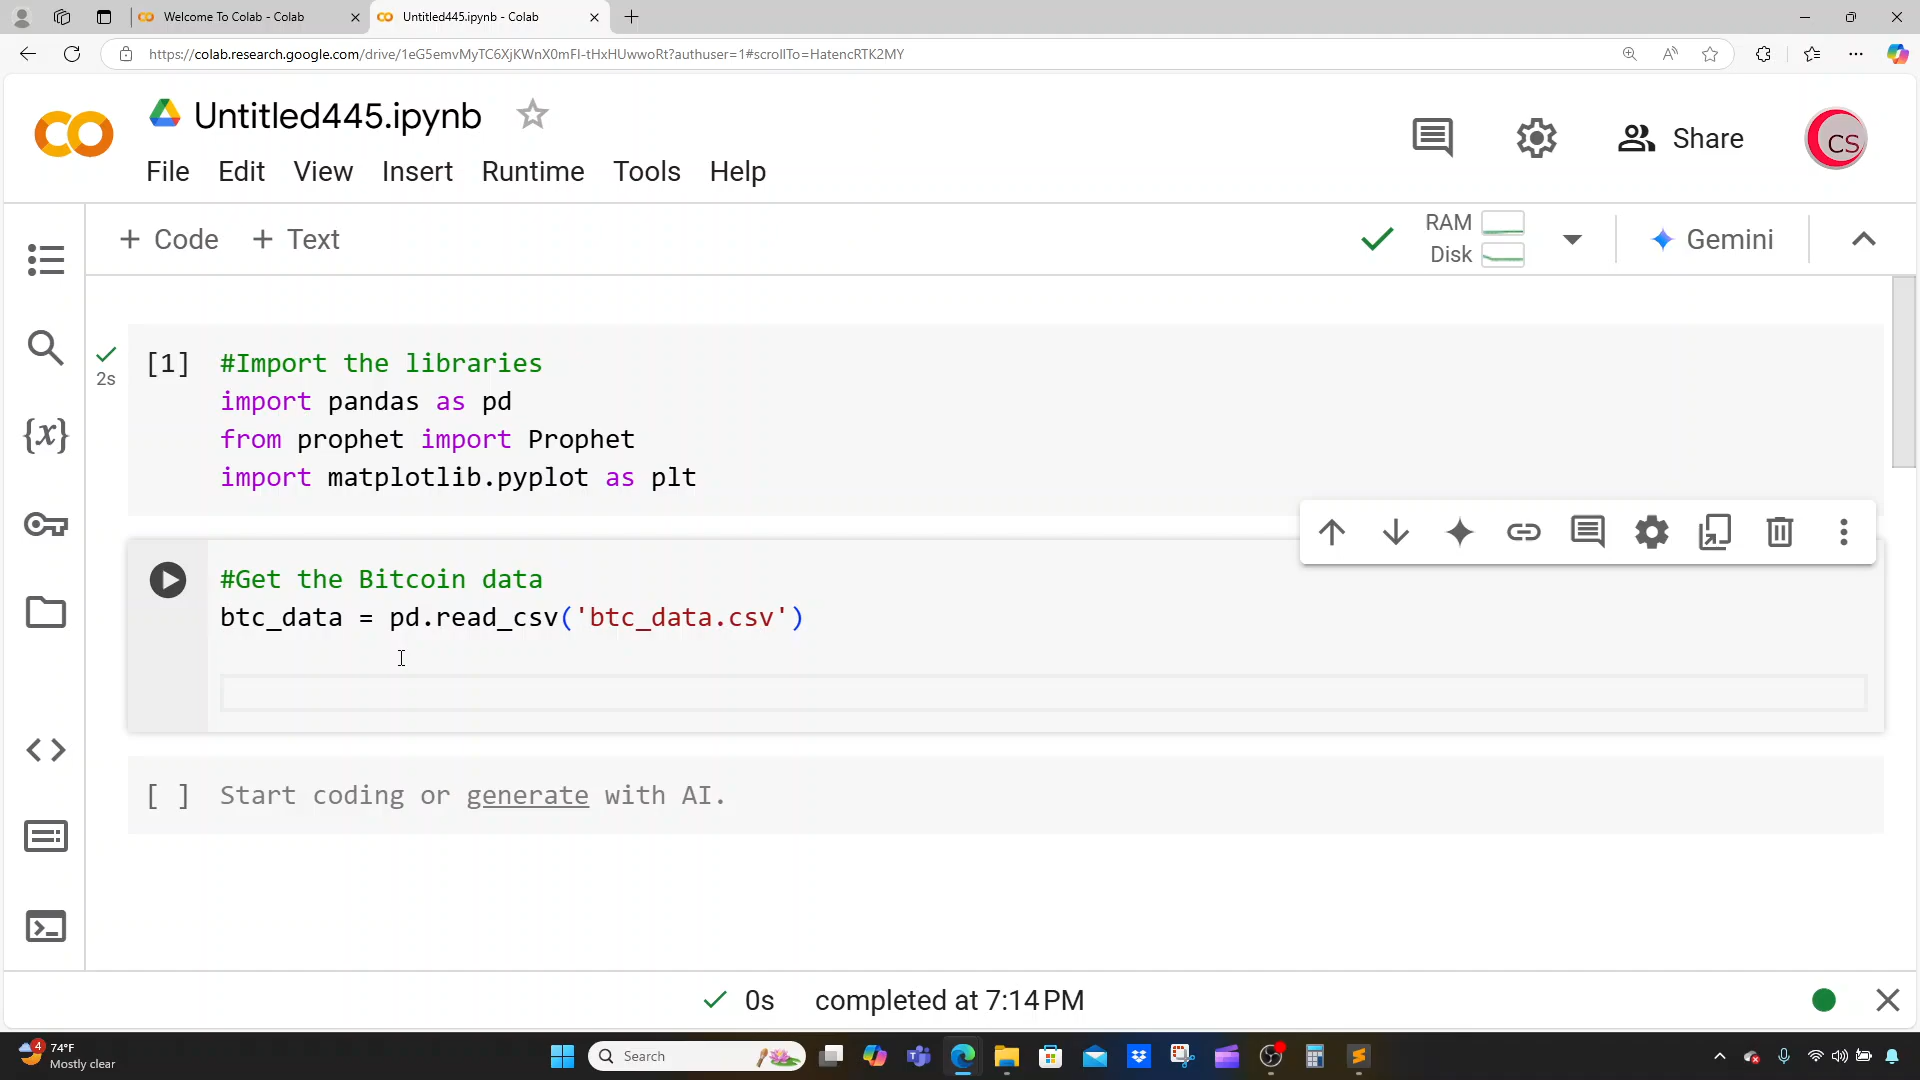 Welcome To Colab - Colab
Untitled445.ipynb - Colab
https://colab.research.google.com/drive/1eG5emvMyTC6XjKWnX0mFI-tHxHUwwoRt?authuser=1#scrollTo=HatencRTK2MY
Untitled445.ipynb
Share
CS
File Edit View Insert Runtime Tools Help
+ Code + Text
RAM
Disk
Gemini
[1] #Import the libraries
2s
import pandas as pd
from prophet import Prophet
import matplotlib.pyplot as plt
#Get the Bitcoin data
btc_data = pd.read_csv('btc_data.csv')
[ ] Start coding or generate with AI.
0s completed at 7:14 PM
4
74°F
Mostly clear
Search